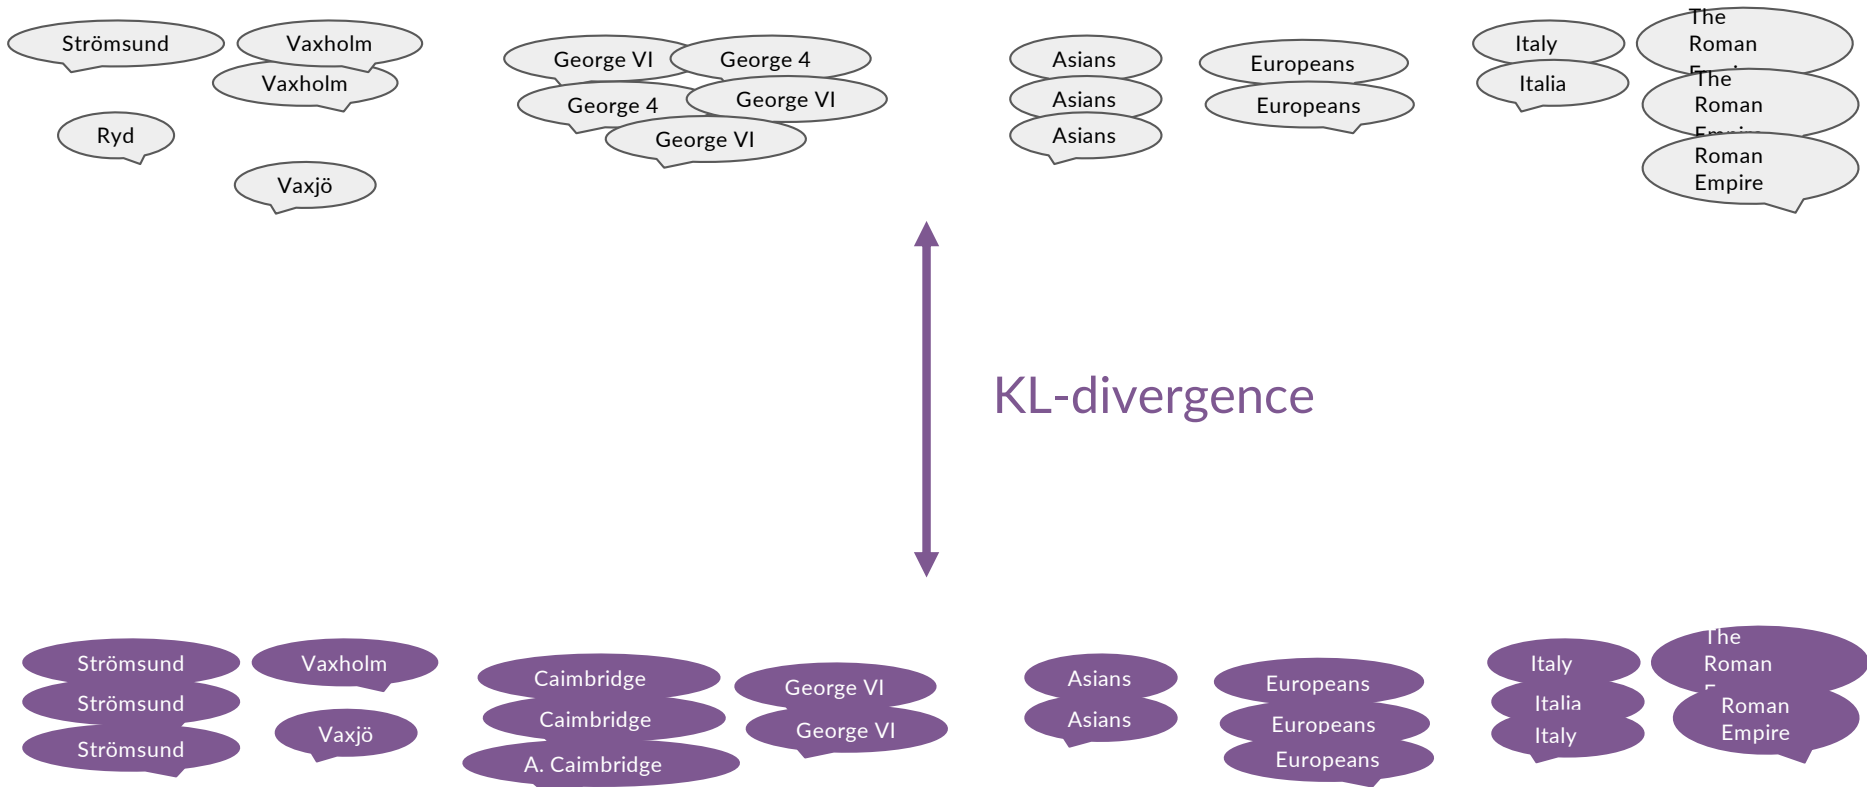 Strömsund
Vaxholm
Vaxholm
Ryd
Vaxjö
George VI
George 4
George 4
George VI
George VI
Asians
Asians
Asians
Europeans
Europeans
Italy
Italia
The
Roman
The
Roman
Empire
Roman
Empire
KL-divergence
Strömsund
Strömsund
Strömsund
Vaxholm
Vaxjö
Caimbridge
Caimbridge
A. Caimbridge
George VI
George VI
Asians
Asians
Europeans
Europeans
Europeans
Italy
Italia
Italy
The
Roman
Roman
Empire